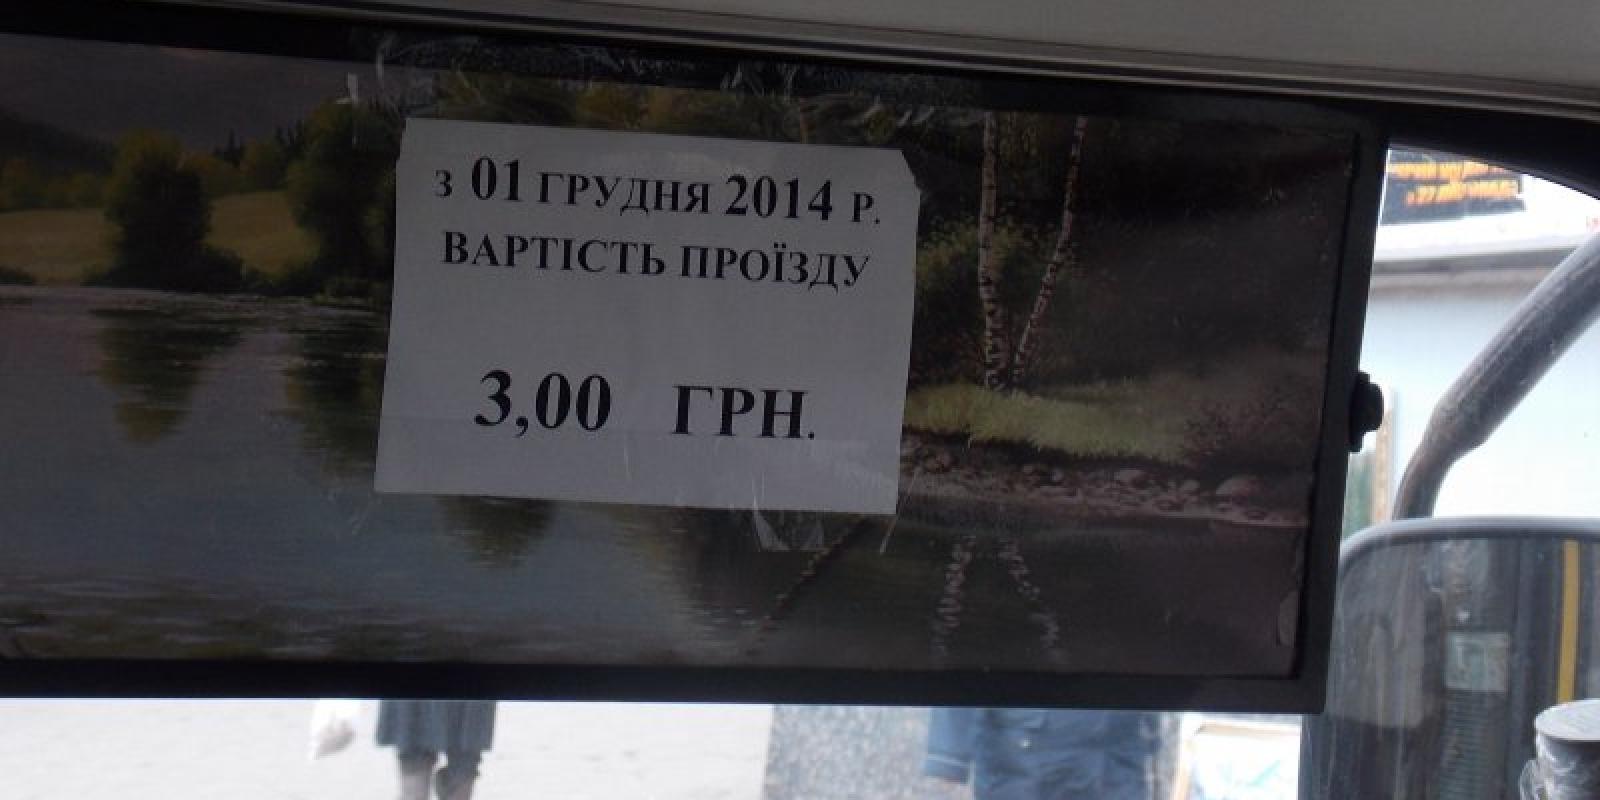 з 01 ГРУДНЯ 2014 Р.
ВАРТІСТЬ ПРОЇЗДУ
3,00 ГРН.